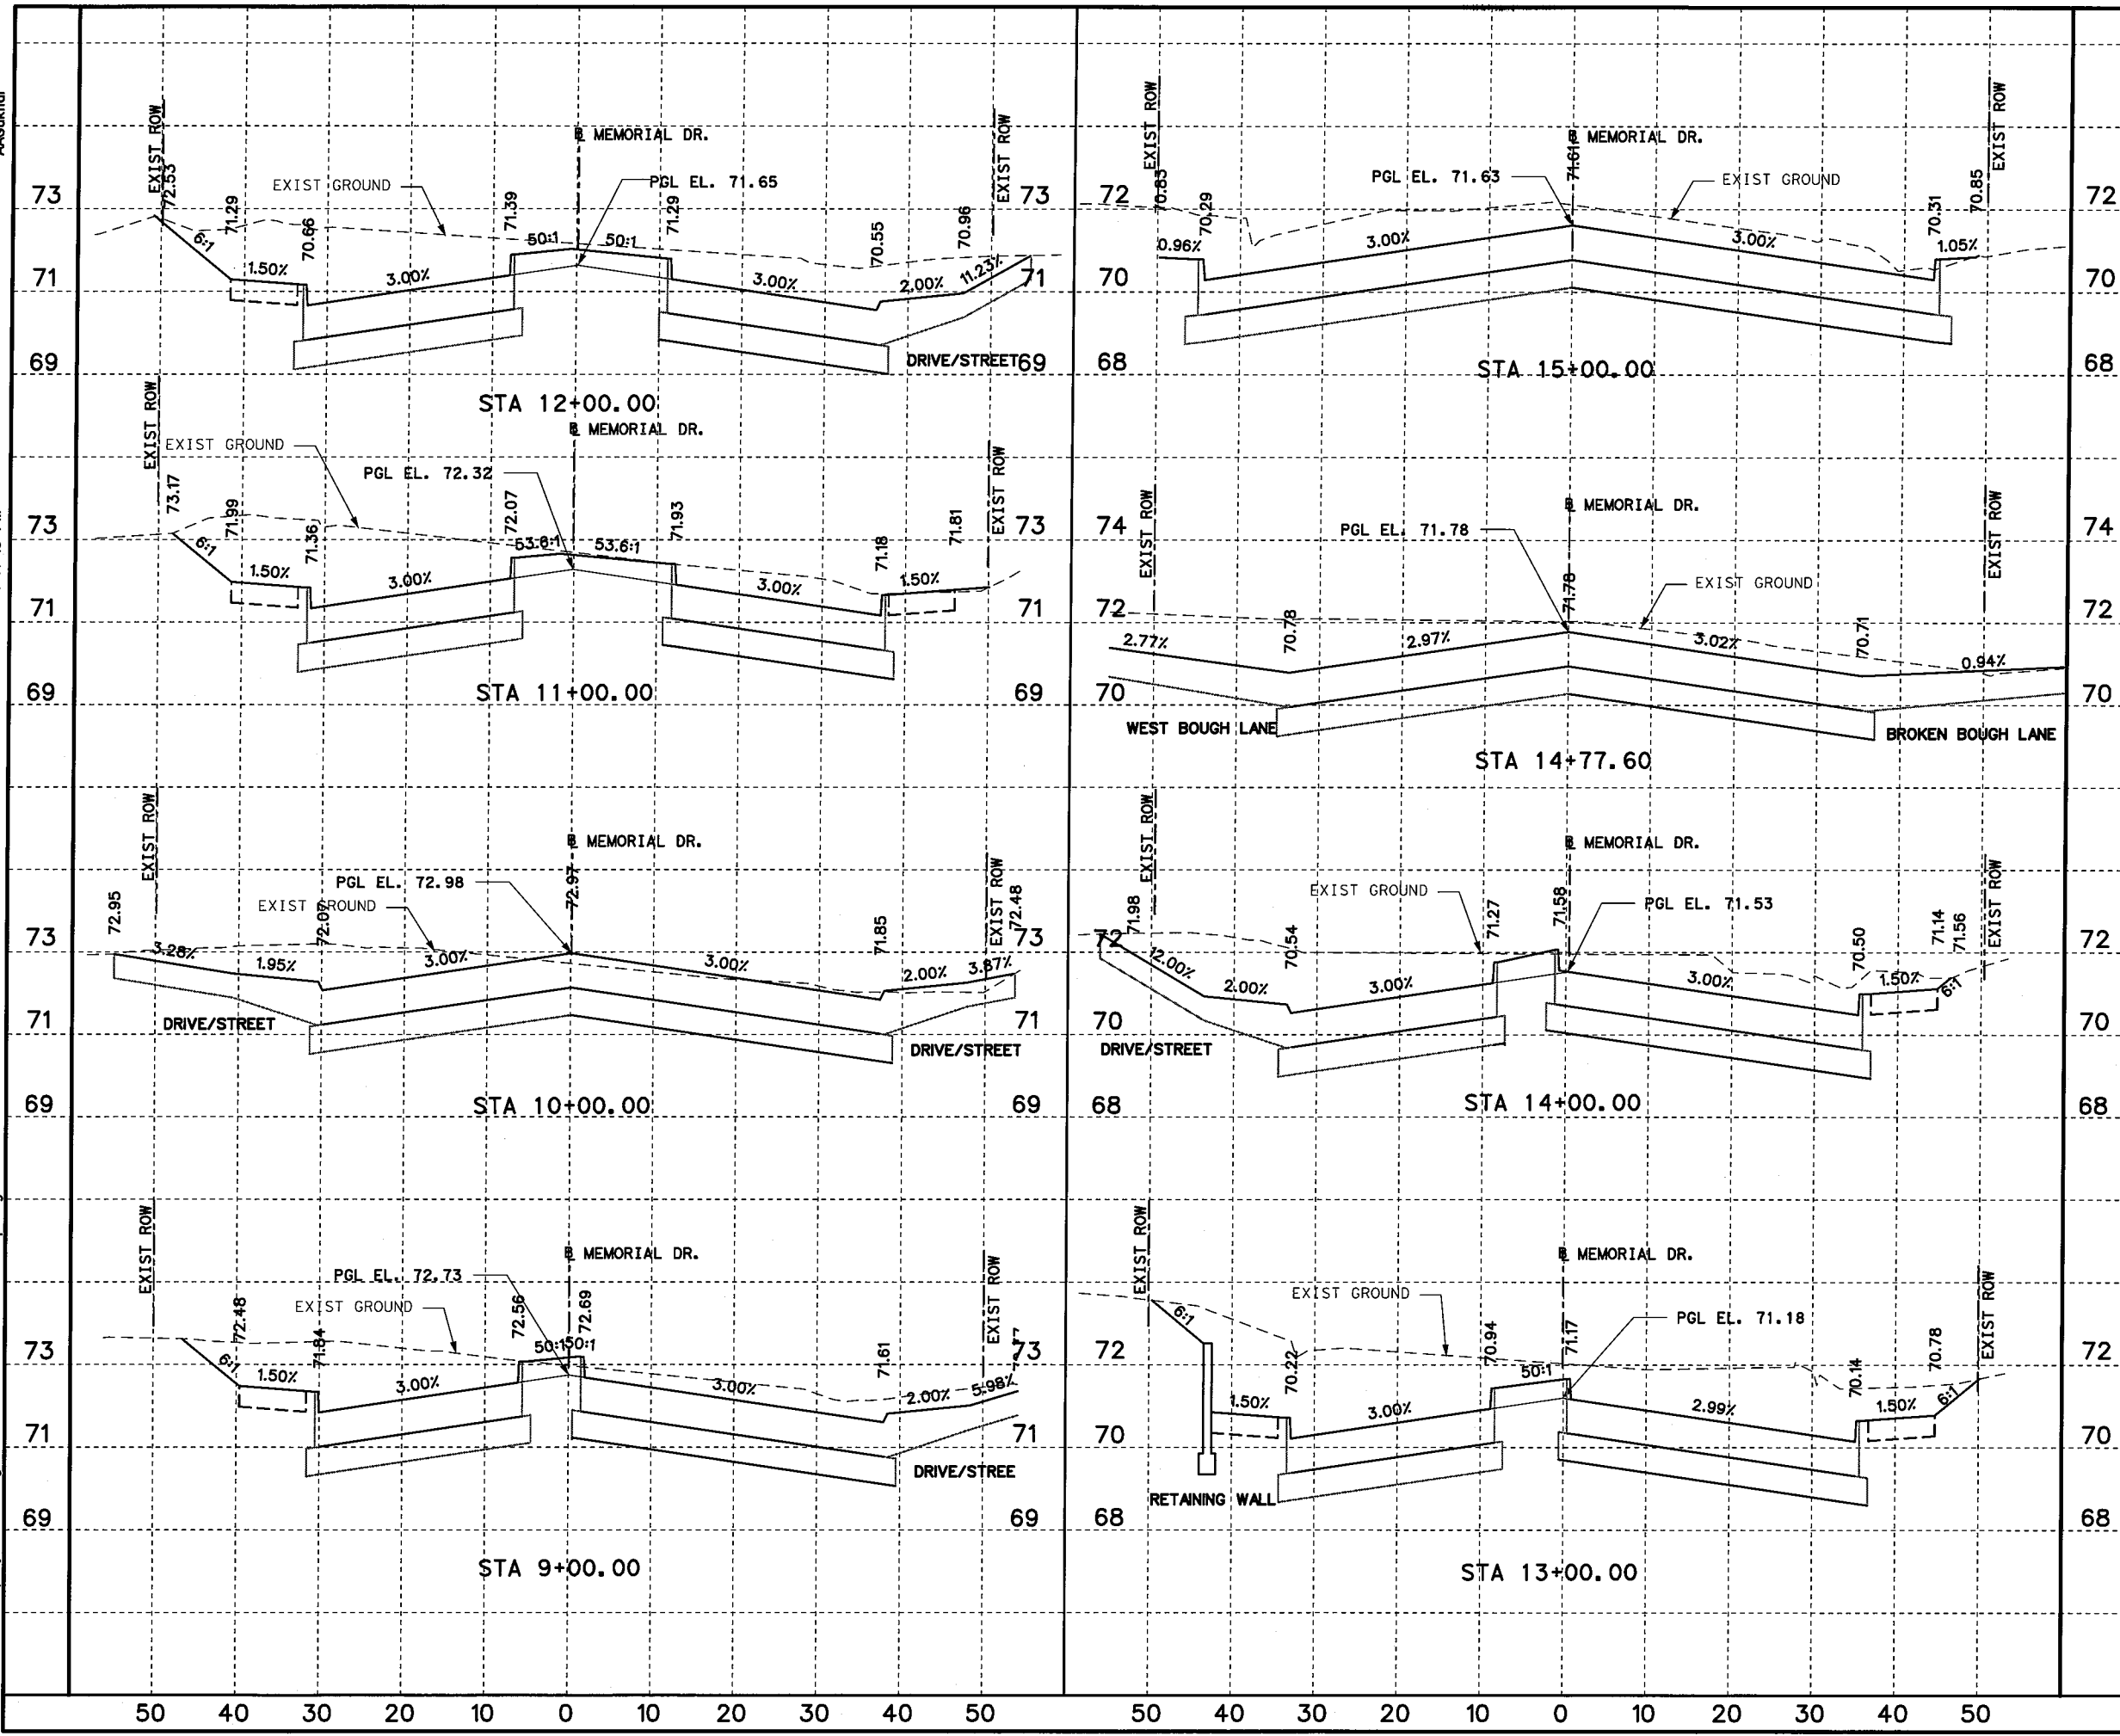 EXIST ROW
72.53
71.29
70.66
EXIST GROUND
71.39
℄ MEMORIAL DR.
PGL EL. 71.65
71.29
70.55
70.96
EXIST ROW
73 73
6:1 1.50% 3.00% 50:1 50:1 3.00% 2.00% 11.23%
71 71
69 DRIVE/STREET 69
STA 12+00.00
EXIST ROW
EXIST GROUND
℄ MEMORIAL DR.
PGL EL. 72.32
73.17
71.99
71.36
72.07
71.93
71.18
71.81
EXIST ROW
73 73
6:1 1.50% 3.00% 53.6:1 53.6:1 3.00% 1.50%
71 71
69 69
STA 11+00.00
EXIST ROW
℄ MEMORIAL DR.
PGL EL. 72.98
EXIST GROUND
72.95
72.97
71.85
EXIST ROW
72.48
73 73
3.28% 1.95% 3.00% 3.00% 2.00% 3.87%
71 71
DRIVE/STREET
DRIVE/STREET
69 69
STA 10+00.00
EXIST ROW
℄ MEMORIAL DR.
PGL EL. 72.73
EXIST GROUND
72.48
71.84
72.56
72.69
71.61
EXIST ROW
73 73
6:1 1.50% 3.00% 50:1 50:1 3.00% 2.00% 5.98%
71 71
DRIVE/STREE
69 69
STA 9+00.00
50 40 30 20 10 0 10 20 30 40 50
EXIST ROW
70.83
70.29
℄ MEMORIAL DR.
PGL EL. 71.63
71.61
EXIST GROUND
70.31
70.85
EXIST ROW
72 72
0.96% 3.00% 3.00% 1.05%
70 70
68 68
STA 15+00.00
EXIST ROW
℄ MEMORIAL DR.
PGL EL. 71.78
EXIST GROUND
70.78
71.78
70.71
EXIST ROW
74 74
72 72
2.77% 2.97% 3.02% 0.94%
70 70
WEST BOUGH LANE
BROKEN BOUGH LANE
STA 14+77.60
EXIST ROW
℄ MEMORIAL DR.
EXIST GROUND
PGL EL. 71.53
71.98
70.54
71.27
71.58
70.50
71.14
71.56
EXIST ROW
72 72
12.00% 2.00% 3.00% 3.00% 1.50% 6:1
70 70
DRIVE/STREET
68 68
STA 14+00.00
EXIST ROW
℄ MEMORIAL DR.
EXIST GROUND
PGL EL. 71.18
70.22
70.94
71.17
70.14
70.78
EXIST ROW
72 72
6:1 1.50% 3.00% 50:1 2.99% 1.50% 6:1
70 70
RETAINING WALL
68 68
STA 13+00.00
50 40 30 20 10 0 10 20 30 40 50